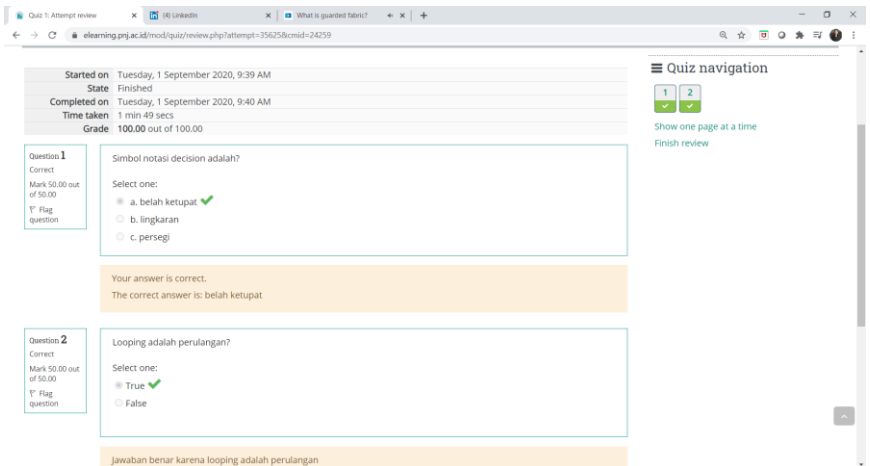 Quiz 1: Attempt review
(4) LinkedIn
What is guarded fabric?
elearning.pnj.ac.id/mod/quiz/review.php?attempt=35625&cmid=24259
Started on Tuesday, 1 September 2020, 9:39 AM
State Finished
Completed on Tuesday, 1 September 2020, 9:40 AM
Time taken 1 min 49 secs
Grade 100.00 out of 100.00
Question 1
Correct
Mark 50.00 out
of 50.00
Flag
question
Simbol notasi decision adalah?
Select one:
a. belah ketupat
b. lingkaran
c. persegi
Your answer is correct.
The correct answer is: belah ketupat
Question 2
Correct
Mark 50.00 out
of 50.00
Flag
question
Looping adalah perulangan?
Select one:
True
False
Jawaban benar karena looping adalah perulangan
Quiz navigation
1 2
Show one page at a time
Finish review